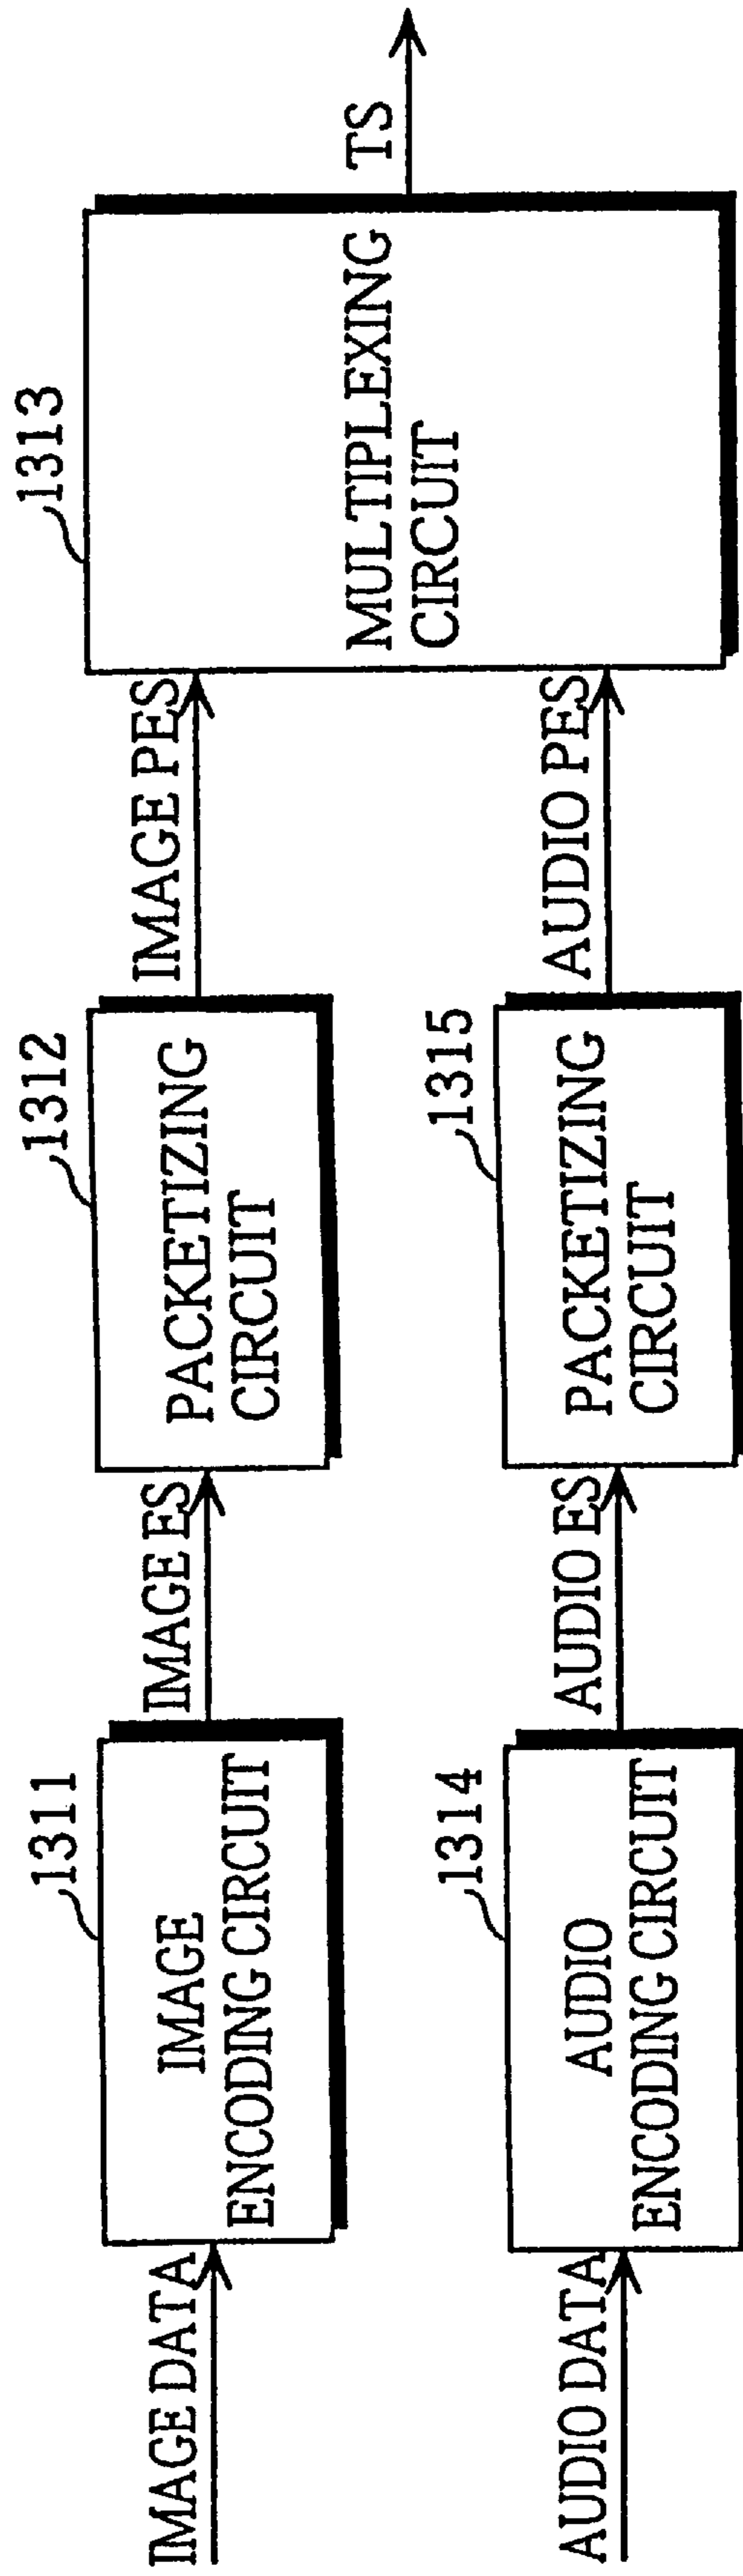 IMAGE DATA
1311
IMAGE
ENCODING CIRCUIT
IMAGE ES
1312
PACKETIZING
CIRCUIT
IMAGE PES
1313
MULTIPLEXING
CIRCUIT
TS
AUDIO DATA
1314
AUDIO
ENCODING CIRCUIT
AUDIO ES
1315
PACKETIZING
CIRCUIT
AUDIO PES